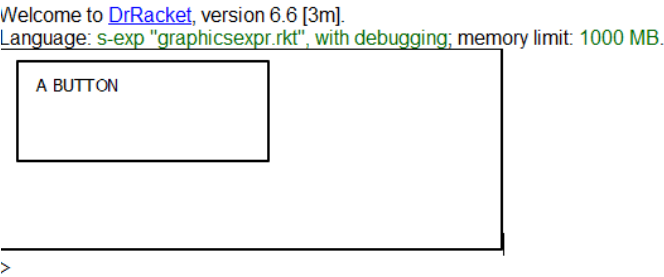 Welcome to DrRacket, version 6.6 [3m].
Language: s-exp "graphicsexpr.rkt", with debugging; memory limit: 1000 MB.
A BUTTON
>